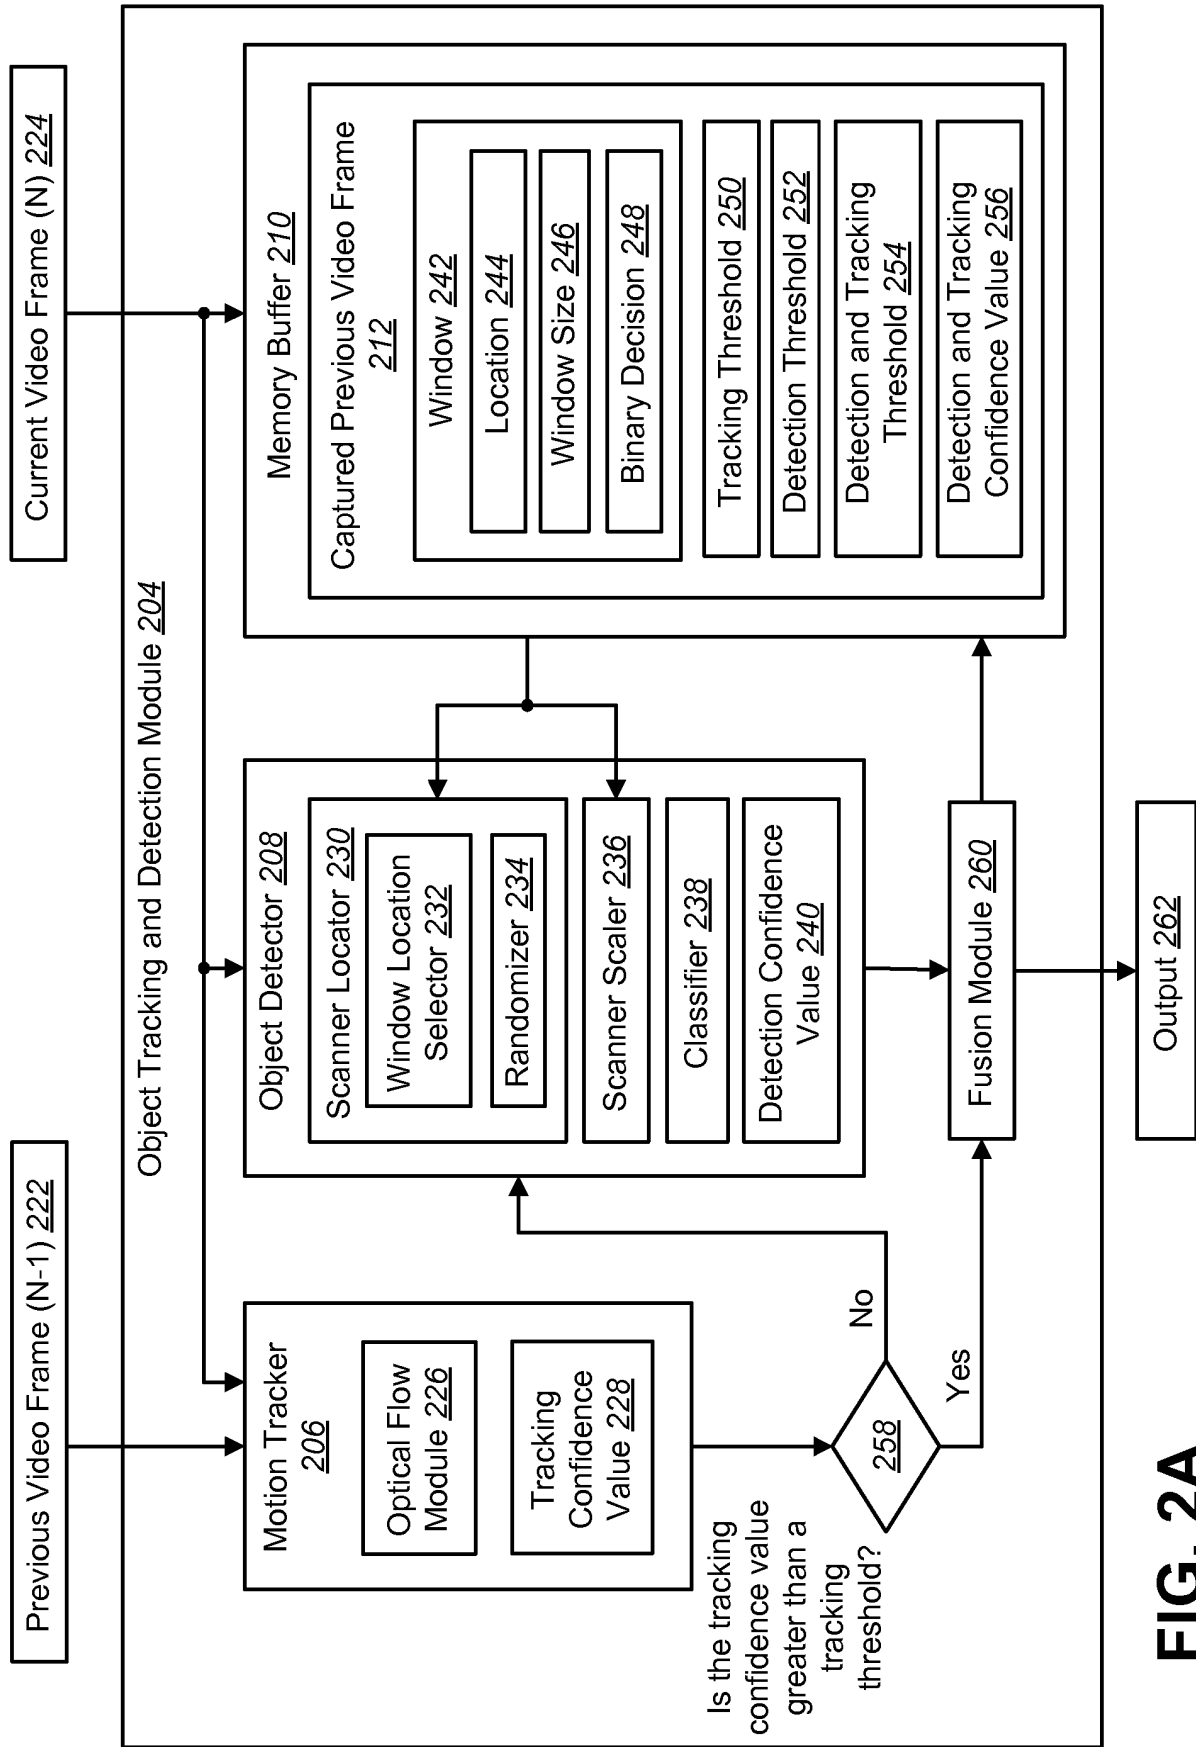 Previous Video Frame (N-1) 222
Current Video Frame (N) 224
Object Tracking and Detection Module 204
Motion Tracker
206
Optical Flow
Module 226
Tracking
Confidence
Value 228
Is the tracking
confidence value
greater than a
tracking
threshold?
258
No
Yes
Object Detector 208
Scanner Locator 230
Window Location
Selector 232
Randomizer 234
Scanner Scaler 236
Classifier 238
Detection Confidence
Value 240
Memory Buffer 210
Captured Previous Video Frame
212
Window 242
Location 244
Window Size 246
Binary Decision 248
Tracking Threshold 250
Detection Threshold 252
Detection and Tracking
Threshold 254
Detection and Tracking
Confidence Value 256
Fusion Module 260
Output 262
FIG. 2A